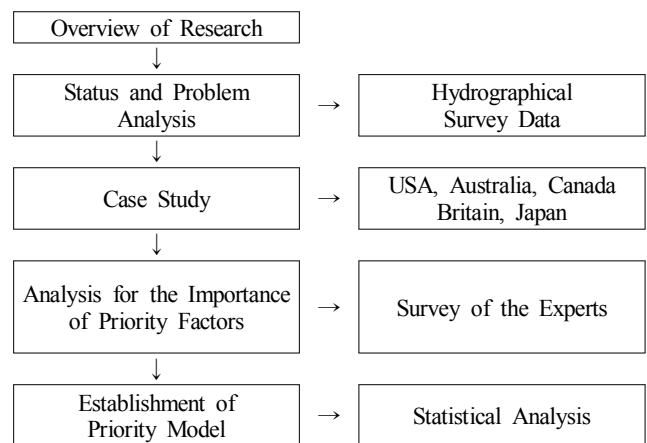 Overview of Research
↓
Status and Problem
Analysis
→
Hydrographical
Survey Data
↓
Case Study
→
USA, Australia, Canada
Britain, Japan
↓
Analysis for the Importance
of Priority Factors
→
Survey of the Experts
↓
Establishment of
Priority Model
→
Statistical Analysis